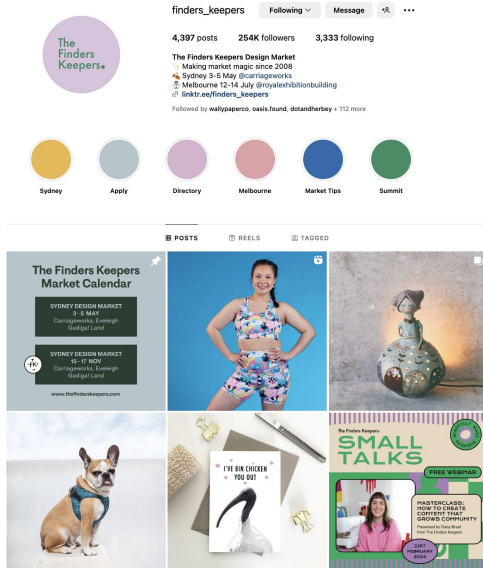 finders_keepers
Following
Message
4,397 posts
254K followers
3,333 following
The
Finders
Keepers.
The Finders Keepers Design Market
✨ Making market magic since 2008
Sydney 3-5 May @carriageworks
Melbourne 12-14 July @royalexhibitionbuilding
linktr.ee/finders_keepers
Followed by wallypaperco, oasis.found, dotandherbey + 112 more
Sydney
Apply
Directory
Melbourne
Market Tips
Summit
POSTS
REELS
TAGGED
The Finders Keepers
Market Calendar
SYDNEY DESIGN MARKET
3-5 MAY
Carriageworks, Eveleigh
Gadigal Land
SYDNEY DESIGN MARKET
15-17 NOV
Carriageworks, Eveleigh
Gadigal Land
FK
www.thefinderskeepers.com
I'VE BIN CHICKEN
YOU OUT
The Finders Keepers.
SMALL
TALKS
FREE WEBINAR
MASTERCLASS:
HOW TO CREATE
CONTENT THAT
GROWS COMMUNITY
Presented by Daisy Braid
from The Finders Keepers
21ST
FEBRUARY
2024